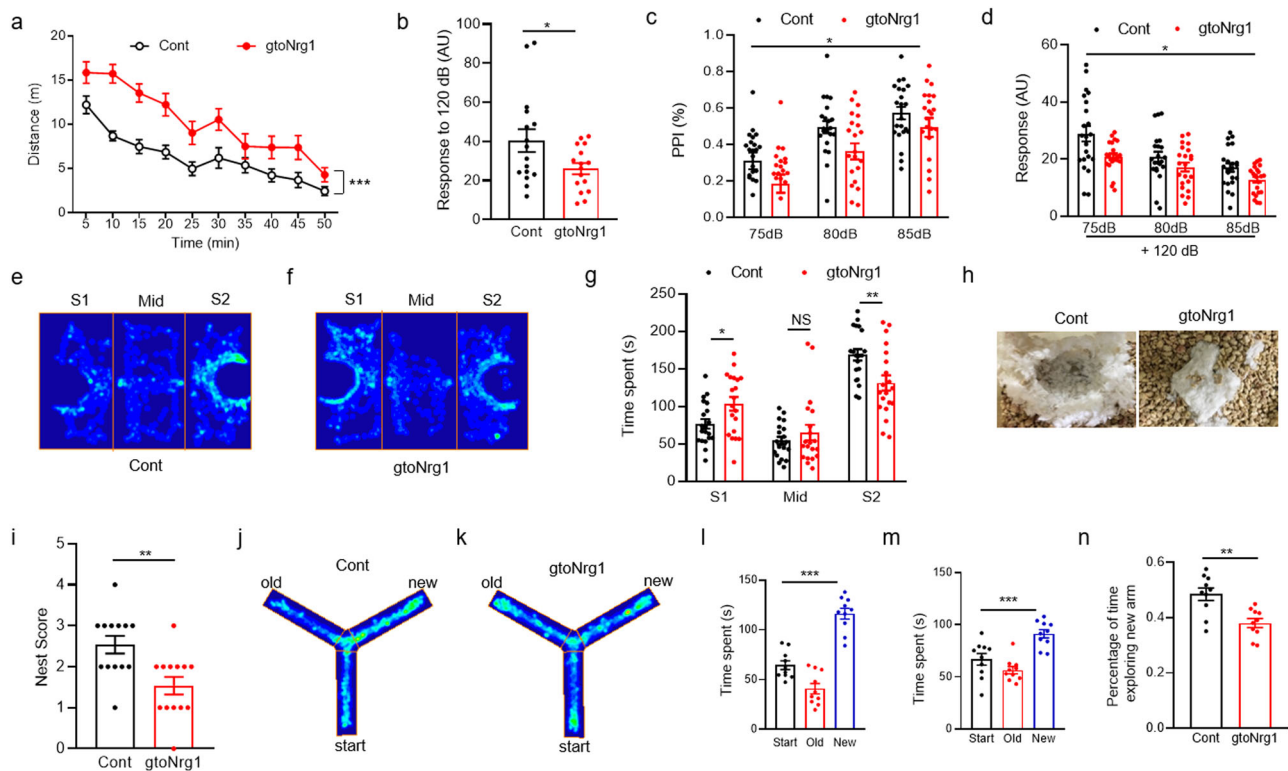 a
Cont
gtoNrg1
Distance (m)
20
15
10
5
0
5 10 15 20 25 30 35 40 45 50
Time (min)
***
b
Response to 120 dB (AU)
*
100
80
60
40
20
0
Cont gtoNrg1
c
Cont
gtoNrg1
PPI (%)
*
1.0
0.8
0.6
0.4
0.2
0.0
75dB 80dB 85dB
d
Cont
gtoNrg1
Response (AU)
*
60
40
20
0
75dB 80dB 85dB
+ 120 dB
e
S1 Mid S2
Cont
f
S1 Mid S2
gtoNrg1
g
Cont
gtoNrg1
Time spent (s)
250
200
150
100
50
0
* NS **
S1 Mid S2
h
Cont gtoNrg1
i
Nest Score
**
5
4
3
2
1
0
Cont gtoNrg1
j
Cont
old new
start
k
gtoNrg1
old new
start
l
Time spent (s)
***
150
100
50
0
Start Old New
m
Time spent (s)
***
150
100
50
0
Start Old New
n
Percentage of time
exploring new arm
**
0.6
0.4
0.2
0.0
Cont gtoNrg1